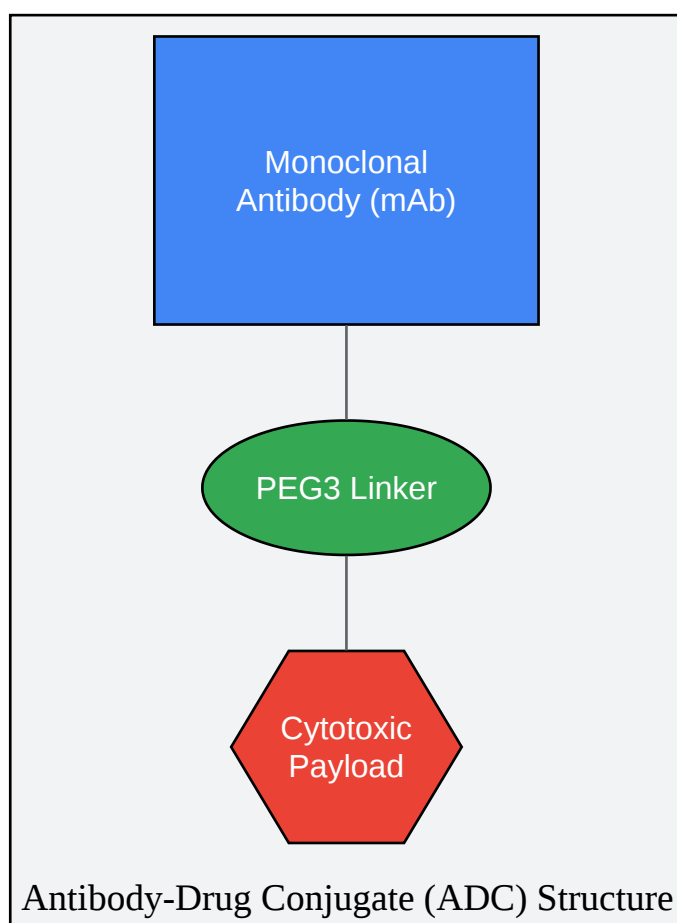 Monoclonal
Antibody (mAb)
PEG3 Linker
Cytotoxic
Payload
Antibody-Drug Conjugate (ADC) Structure